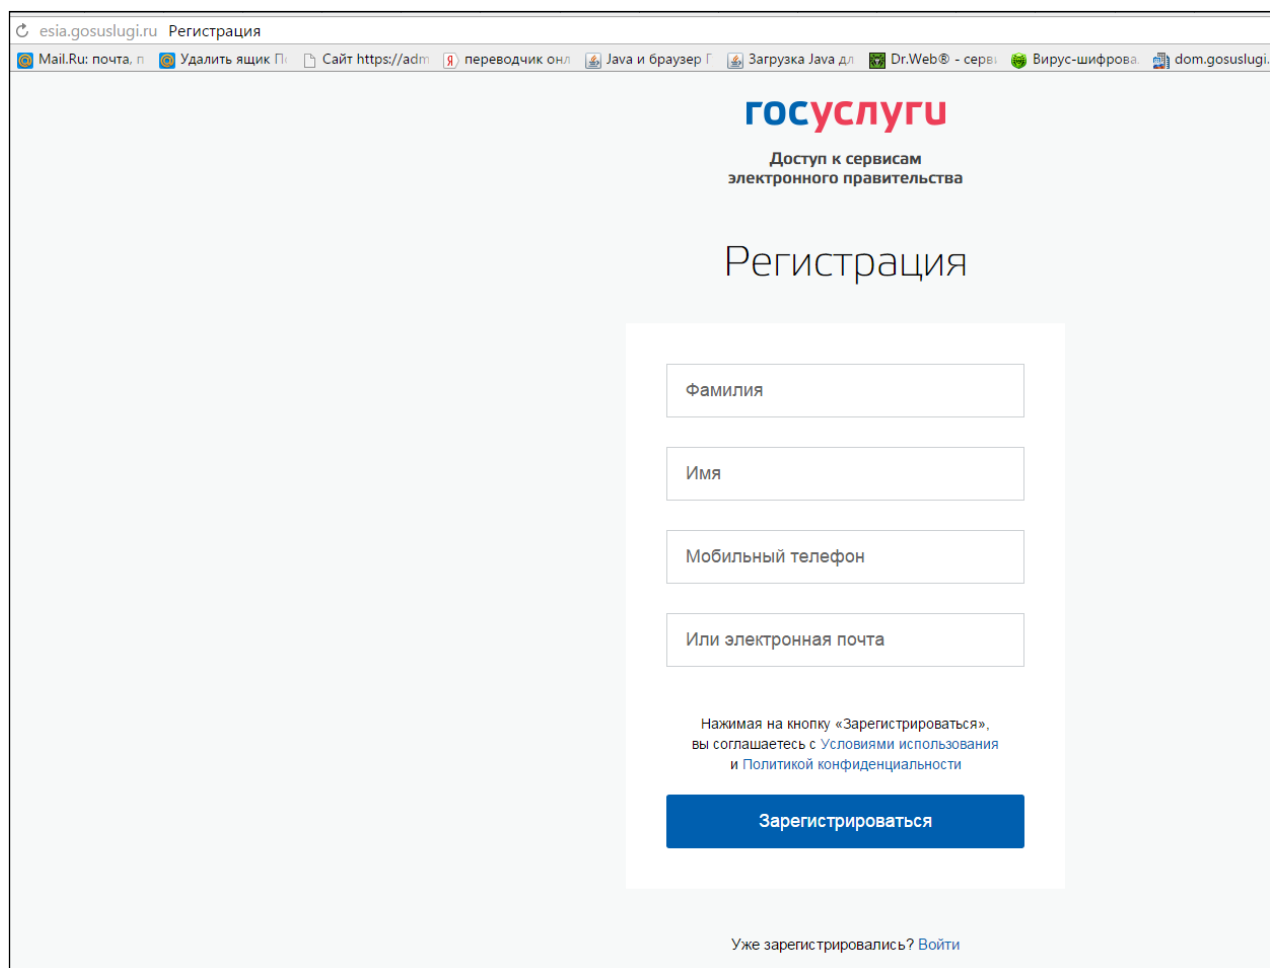 esia.gosuslugi.ru Регистрация
Mail.Ru: почта, п Удалить ящик По Сайт https://adm Я переводчик онл Java и браузер Г Загрузка Java дл Dr.Web® - серви Вирус-шифрова. dom.gosuslugi.
госуслуги
Доступ к сервисам
электронного правительства
Регистрация
Фамилия
Имя
Мобильный телефон
Или электронная почта
Нажимая на кнопку «Зарегистрироваться»,
вы соглашаетесь с Условиями использования
и Политикой конфиденциальности
Зарегистрироваться
Уже зарегистрировались? Войти